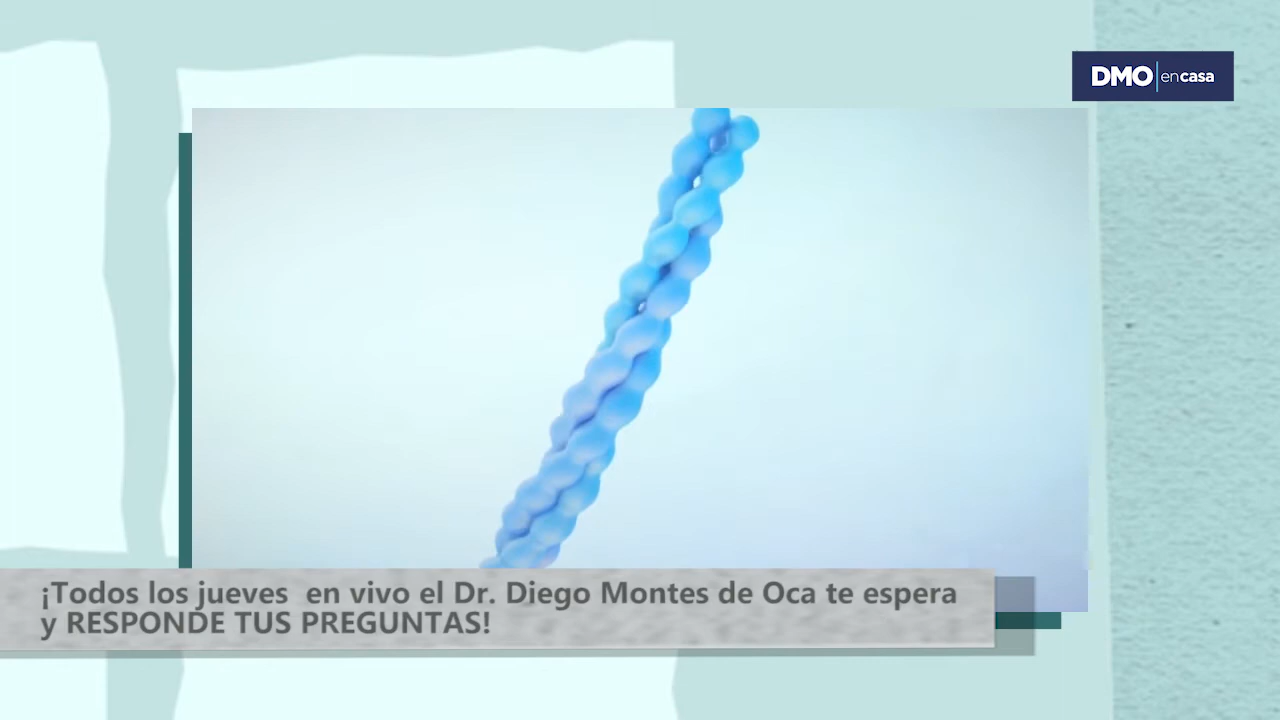 DMO encasa
¡Todos los jueves  en vivo el Dr. Diego Montes de Oca te espera
y RESPONDE TUS PREGUNTAS!